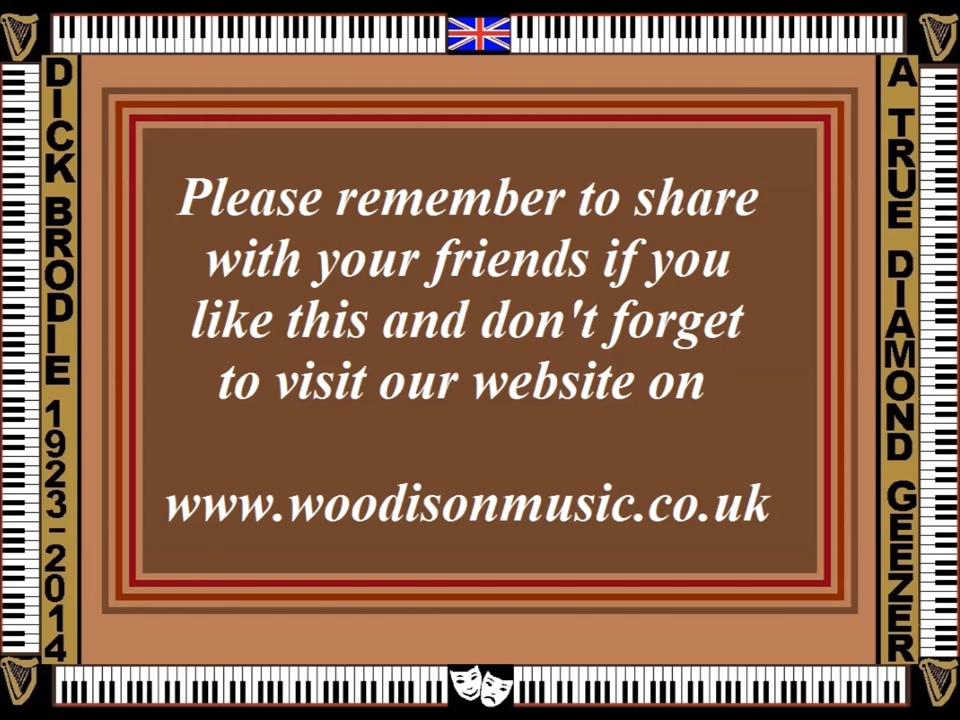 DICK BRODIE 1923-2014
Please remember to share
with your friends if you
like this and don't forget
to visit our website on
www.woodisonmusic.co.uk
A TRUE DIAMOND GEEZER